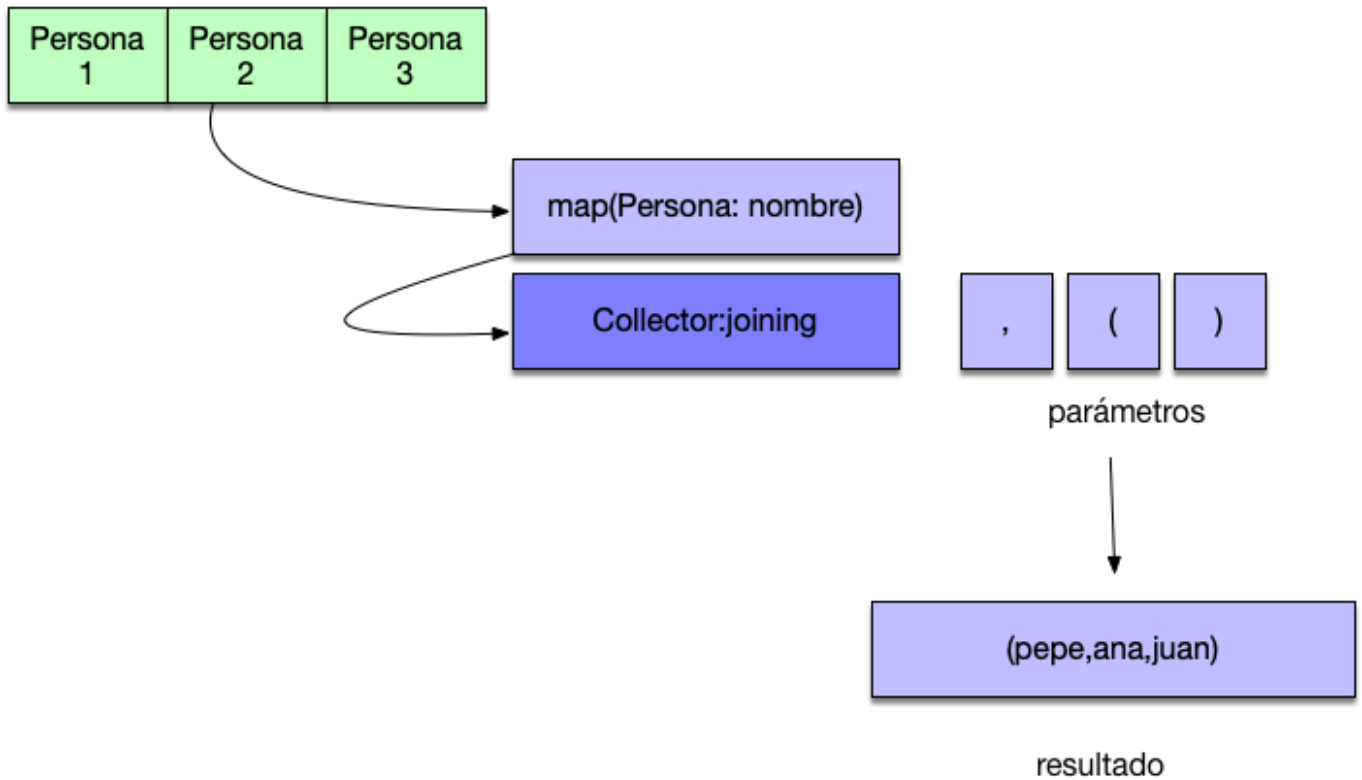 Persona
1
Persona
2
Persona
3
map(Persona: nombre)
Collector:joining
,
(
)
parámetros
(pepe,ana,juan)
resultado